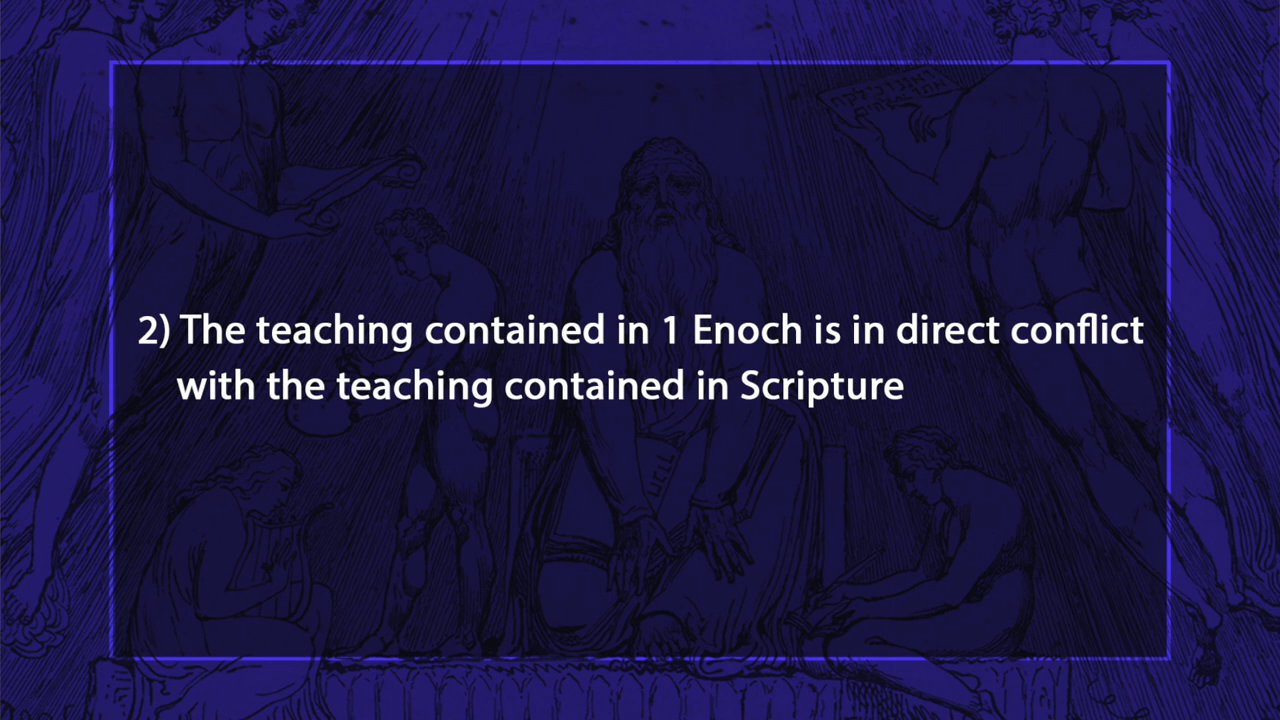 2) The teaching contained in 1 Enoch is in direct conflict
with the teaching contained in Scripture